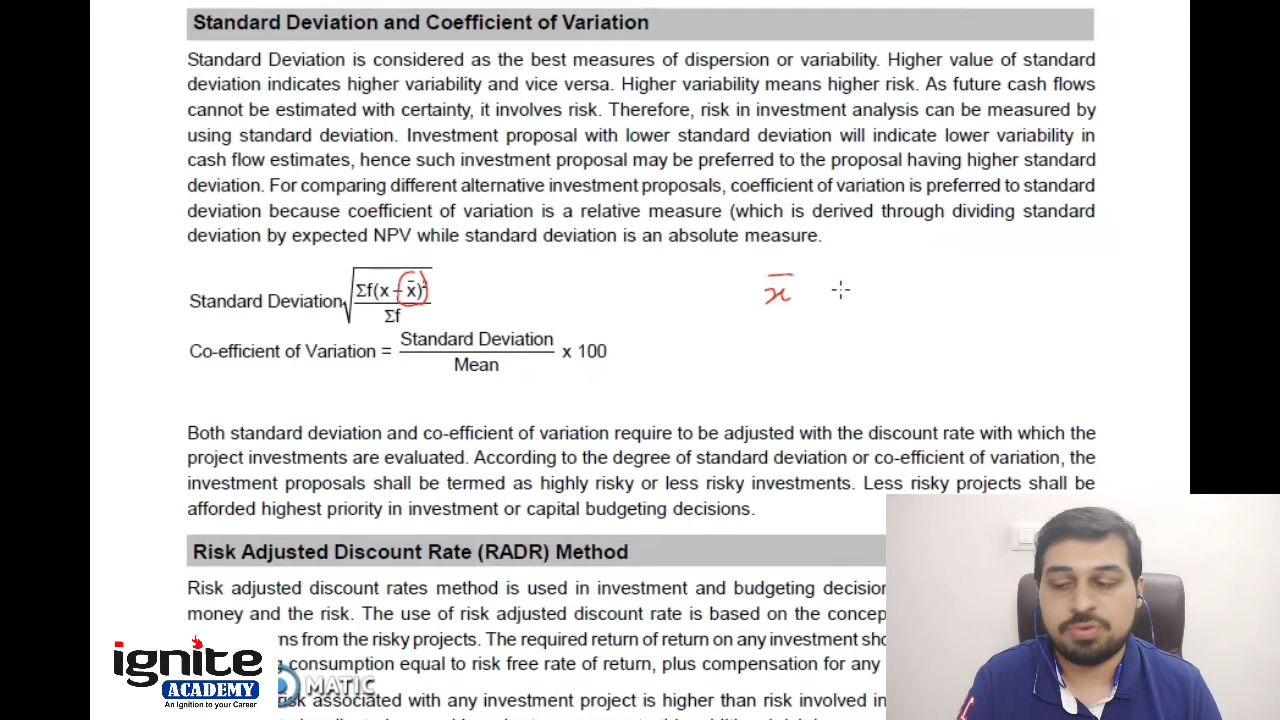 Standard Deviation and Coefficient of Variation
Standard Deviation is considered as the best measures of dispersion or variability. Higher value of standard
deviation indicates higher variability and vice versa. Higher variability means higher risk. As future cash flows
cannot be estimated with certainty, it involves risk. Therefore, risk in investment analysis can be measured by
using standard deviation. Investment proposal with lower standard deviation will indicate lower variability in
cash flow estimates, hence such investment proposal may be preferred to the proposal having higher standard
deviation. For comparing different alternative investment proposals, coefficient of variation is preferred to standard
deviation because coefficient of variation is a relative measure (which is derived through dividing standard
deviation by expected NPV while standard deviation is an absolute measure.
Standard Deviation √ Σf(x – x̄)²
Σf
x̄
Co-efficient of Variation = Standard Deviation x 100
Mean
Both standard deviation and co-efficient of variation require to be adjusted with the discount rate with which the
project investments are evaluated. According to the degree of standard deviation or co-efficient of variation, the
investment proposals shall be termed as highly risky or less risky investments. Less risky projects shall be
afforded highest priority in investment or capital budgeting decisions.
Risk Adjusted Discount Rate (RADR) Method
Risk adjusted discount rates method is used in investment and budgeting decision
money and the risk. The use of risk adjusted discount rate is based on the concep
ns from the risky projects. The required return of return on any investment sho
consumption equal to risk free rate of return, plus compensation for any
risk associated with any investment project is higher than risk involved in
ignite
ACADEMY
An Ignition to your Career
MATIC